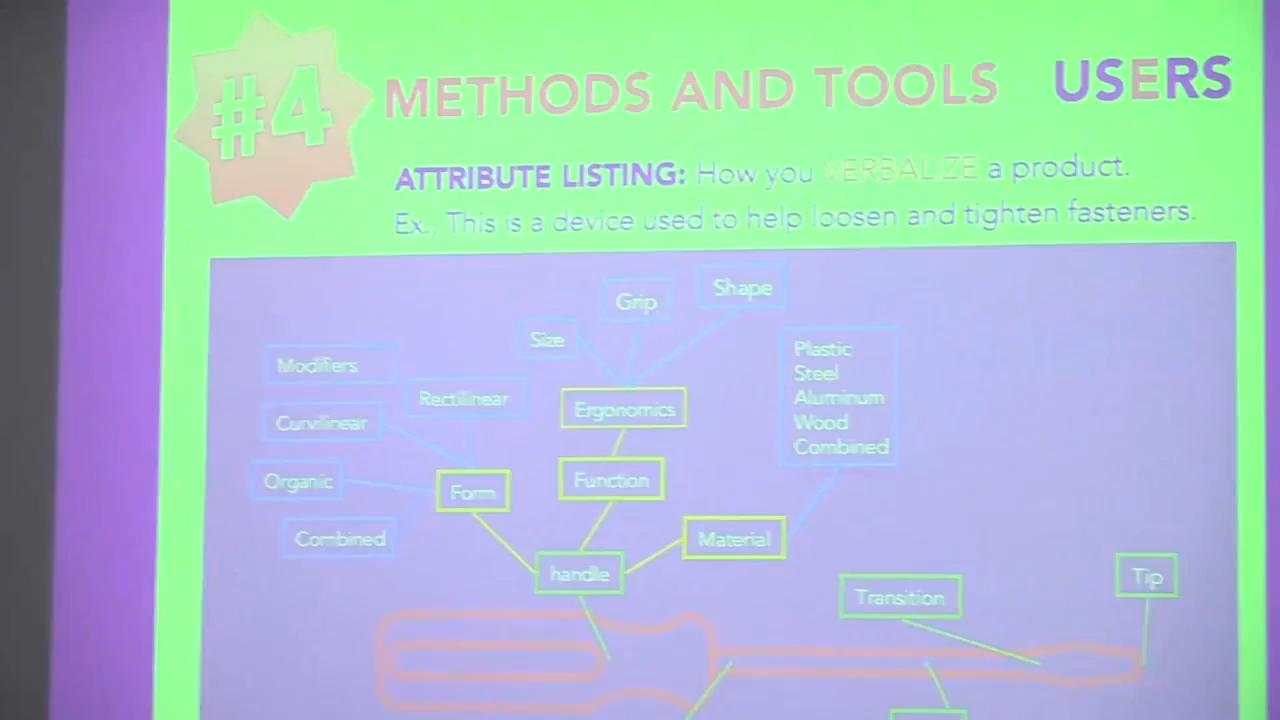 #4
METHODS AND TOOLS USERS
ATTRIBUTE LISTING: How you VERBALIZE a product.
Ex., This is a device used to help loosen and tighten fasteners.
Shape
Grip
Size
Modifiers
Rectilinear
Curvilinear
Ergonomics
Plastic
Steel
Aluminum
Wood
Combined
Organic
Form
Function
Combined
Material
handle
Transition
Tip